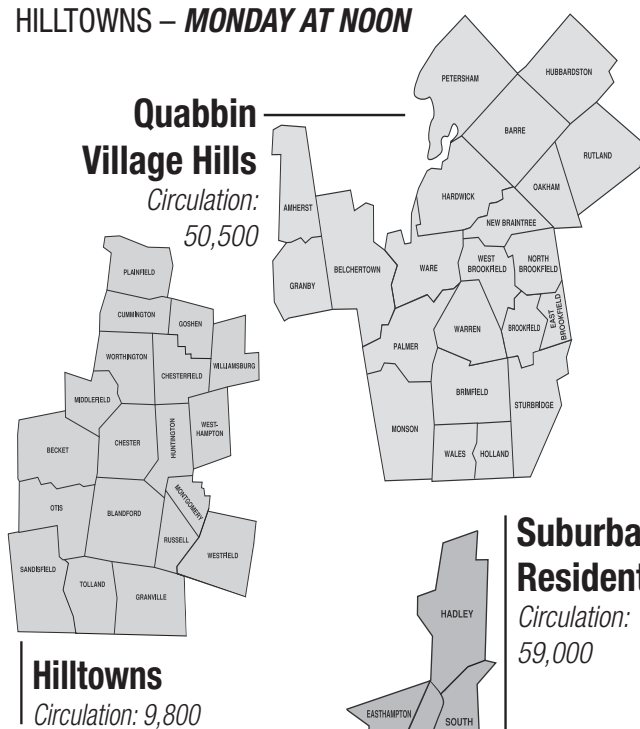 HILLTOWNS – MONDAY AT NOON
Quabbin
Village Hills
Circulation:
50,500
PETERSHAM
HUBBARDSTON
BARRE
RUTLAND
HARDWICK
OAKHAM
NEW BRAINTREE
AMHERST
BELCHERTOWN
GRANBY
WARE
WEST
BROOKFIELD
NORTH
BROOKFIELD
PALMER
WARREN
BROOKFIELD
EAST
BROOKFIELD
BRIMFIELD
STURBRIDGE
MONSON
WALES
HOLLAND
PLAINFIELD
CUMMINGTON
GOSHEN
WORTHINGTON
CHESTERFIELD
WILLIAMSBURG
MIDDLEFIELD
BECKET
CHESTER
HUNTINGTON
WEST-
HAMPTON
OTIS
BLANDFORD
MONTGOMERY
RUSSELL
WESTFIELD
SANDISFIELD
TOLLAND
GRANVILLE
Hilltowns
Circulation: 9,800
Suburba
Resident
Circulation:
59,000
HADLEY
EASTHAMPTON
SOUTH